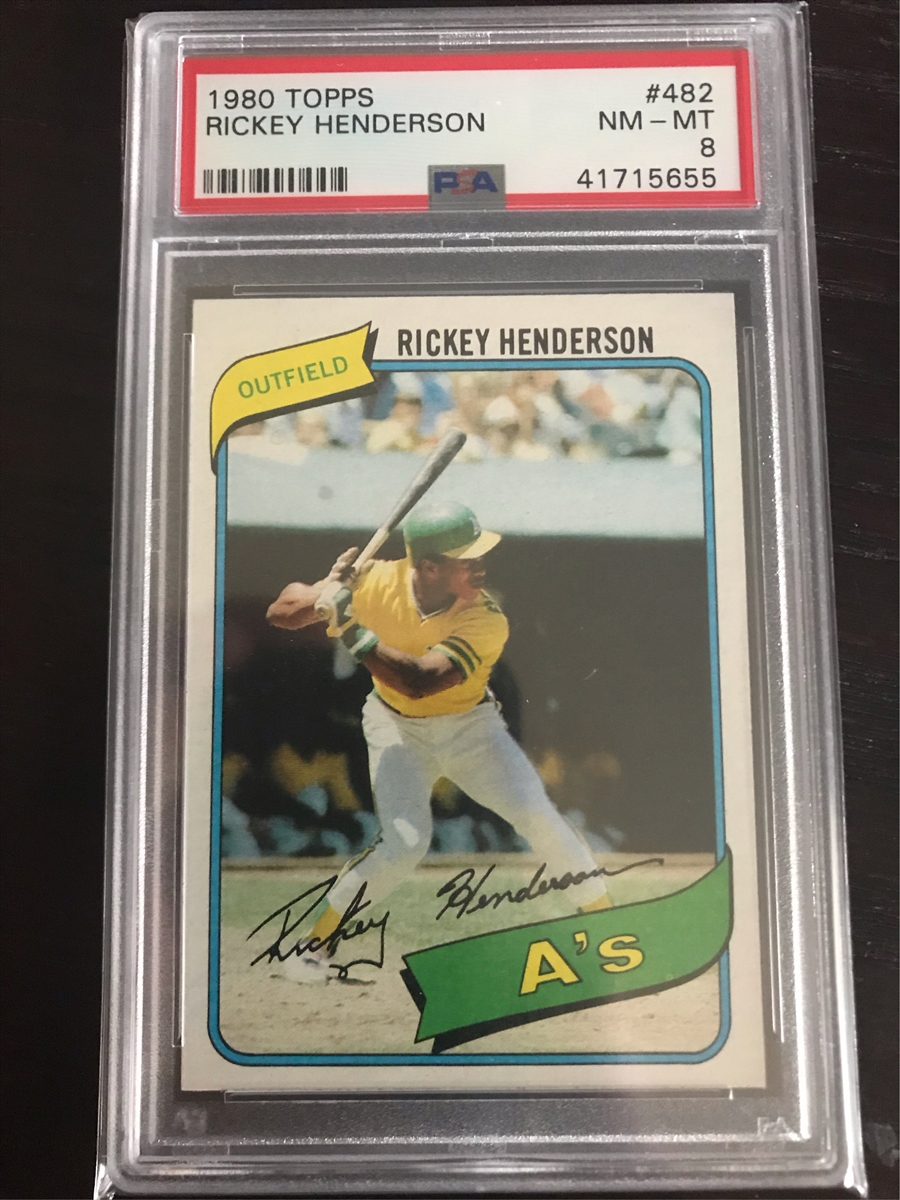 1980 TOPPS #482
RICKEY HENDERSON NM - MT
8
PSA 41715655
RICKEY HENDERSON
OUTFIELD
Rickey Henderson
A's